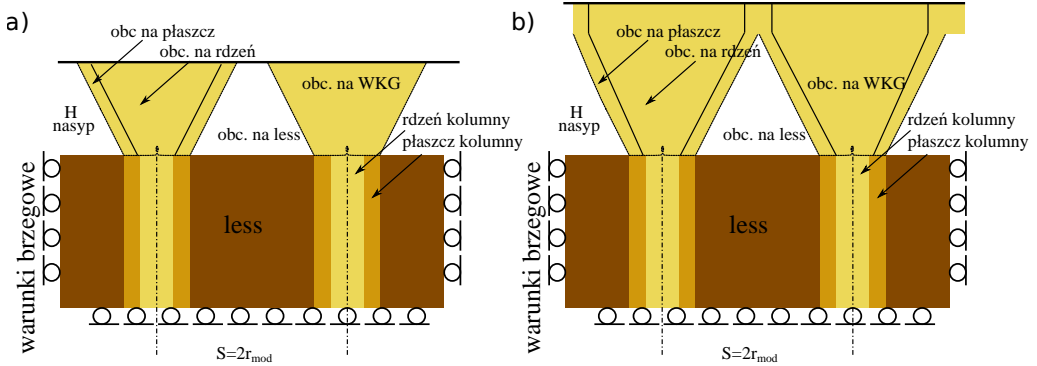 a)
obc na płaszcz
obc. na rdzeń
obc. na WKG
H
nasyp
obc. na less
rdzeń kolumny
płaszcz kolumny
less
warunki brzegowe
S=2rmod
b)
obc na płaszcz
obc. na rdzeń
obc. na WKG
H
nasyp
obc. na less
rdzeń kolumny
płaszcz kolumny
less
warunki brzegowe
S=2rmod